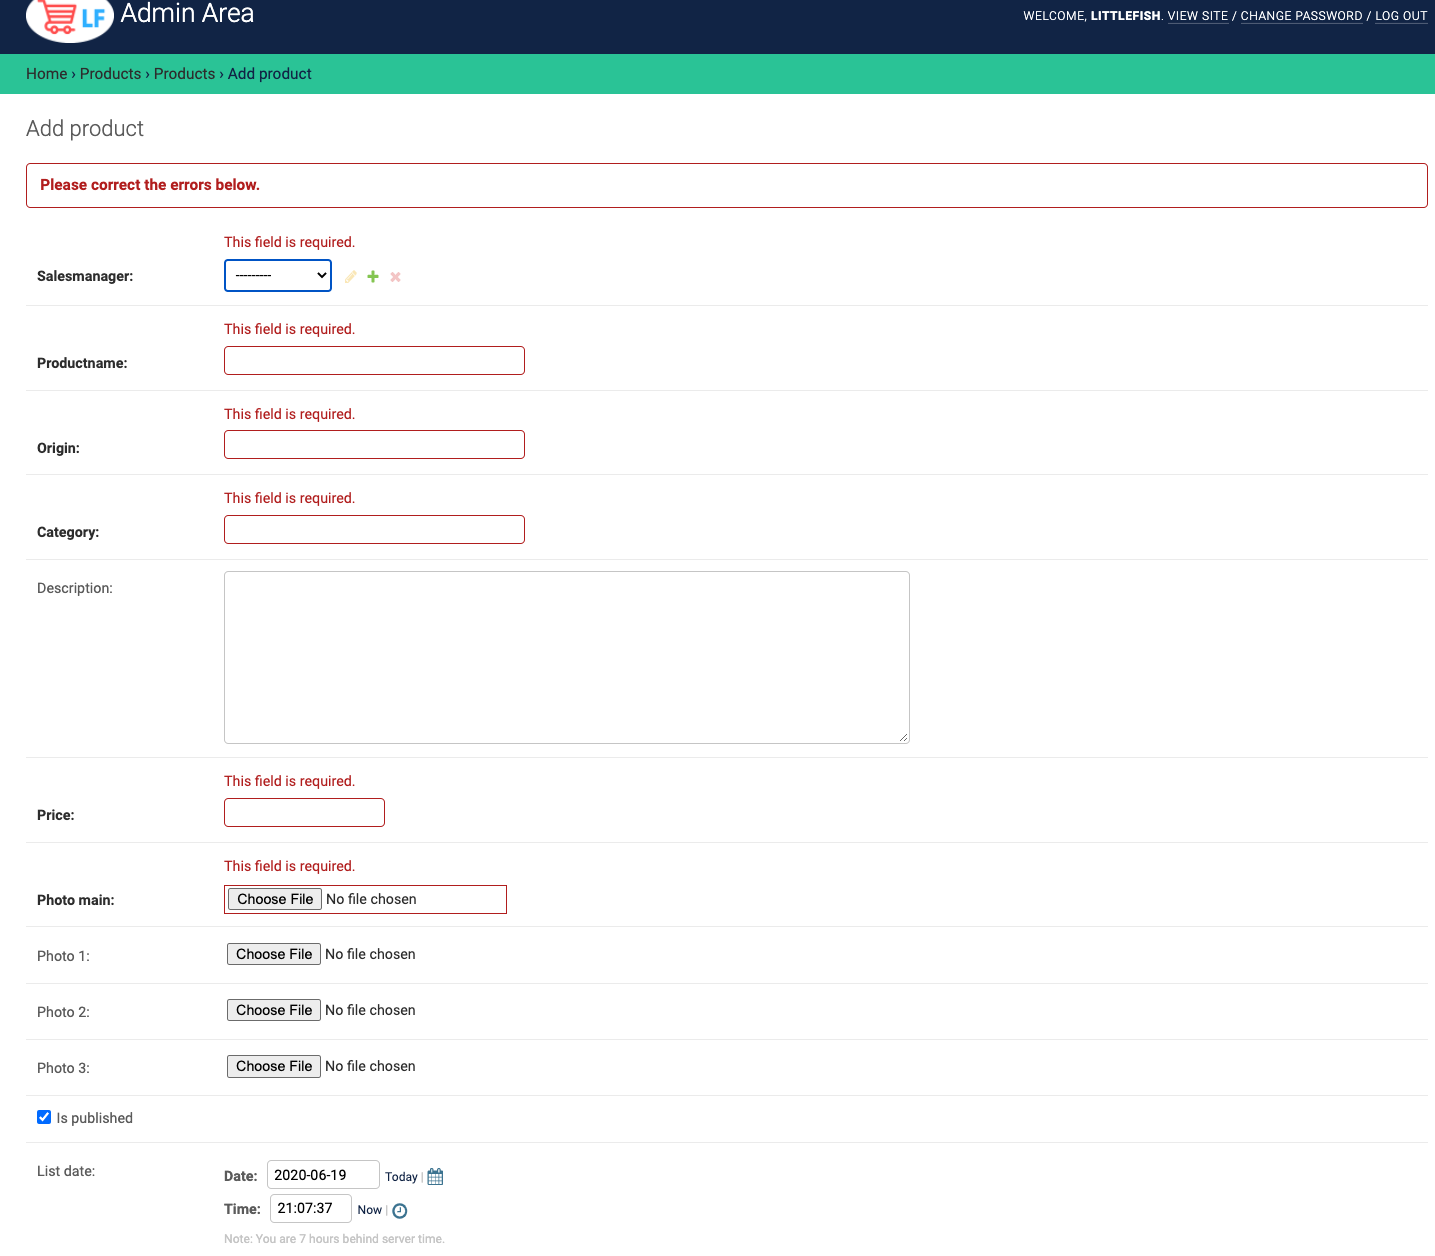 LF Admin Area
WELCOME, LITTLEFISH. VIEW SITE / CHANGE PASSWORD / LOG OUT
Home › Products › Products › Add product
Add product
Please correct the errors below.
This field is required.
Salesmanager: ---------
This field is required.
Productname:
This field is required.
Origin:
This field is required.
Category:
Description:
This field is required.
Price:
This field is required.
Photo main: Choose File No file chosen
Photo 1: Choose File No file chosen
Photo 2: Choose File No file chosen
Photo 3: Choose File No file chosen
Is published
List date: Date: 2020-06-19 Today |
Time: 21:07:37 Now |
Note: You are 7 hours behind server time.